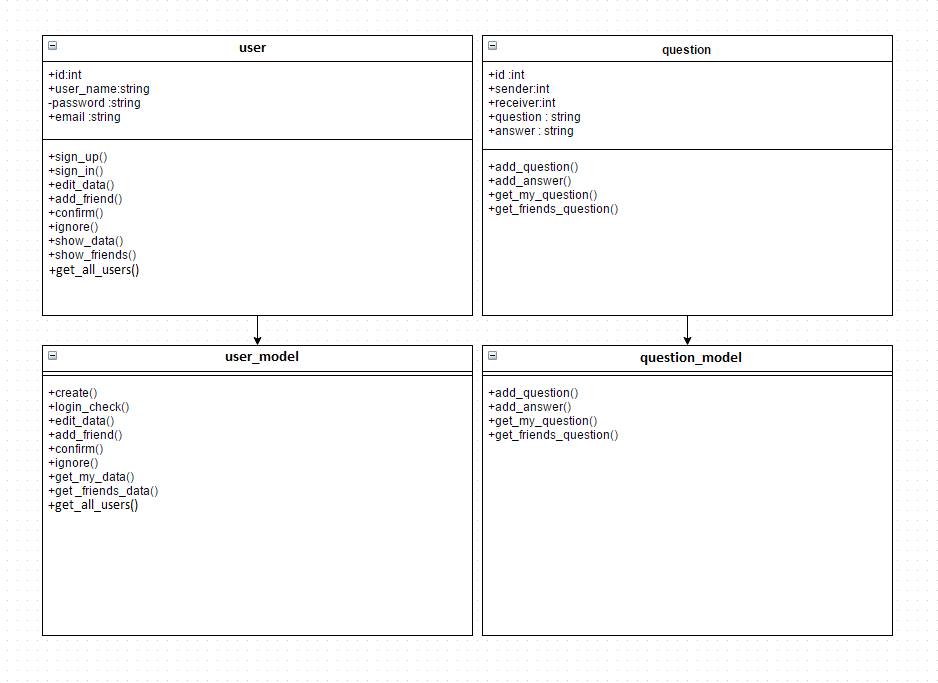 user
+id:int
+user_name:string
-password :string
+email :string
+sign_up()
+sign_in()
+edit_data()
+add_friend()
+confirm()
+ignore()
+show_data()
+show_friends()
+get_all_users()
question
+id :int
+sender:int
+receiver:int
+question : string
+answer : string
+add_question()
+add_answer()
+get_my_question()
+get_friends_question()
user_model
+create()
+login_check()
+edit_data()
+add_friend()
+confirm()
+ignore()
+get_my_data()
+get _friends_data()
+get_all_users()
question_model
+add_question()
+add_answer()
+get_my_question()
+get_friends_question()